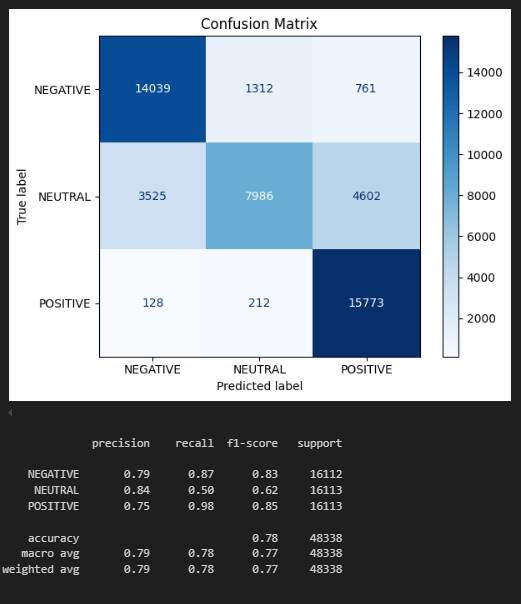 Confusion Matrix
NEGATIVE 14039 1312 761
NEUTRAL 3525 7986 4602
POSITIVE 128 212 15773
True label
NEGATIVE NEUTRAL POSITIVE
Predicted label
14000
12000
10000
8000
6000
4000
2000
precision recall f1-score support
NEGATIVE 0.79 0.87 0.83 16112
NEUTRAL 0.84 0.50 0.62 16113
POSITIVE 0.75 0.98 0.85 16113
accuracy 0.78 48338
macro avg 0.79 0.78 0.77 48338
weighted avg 0.79 0.78 0.77 48338